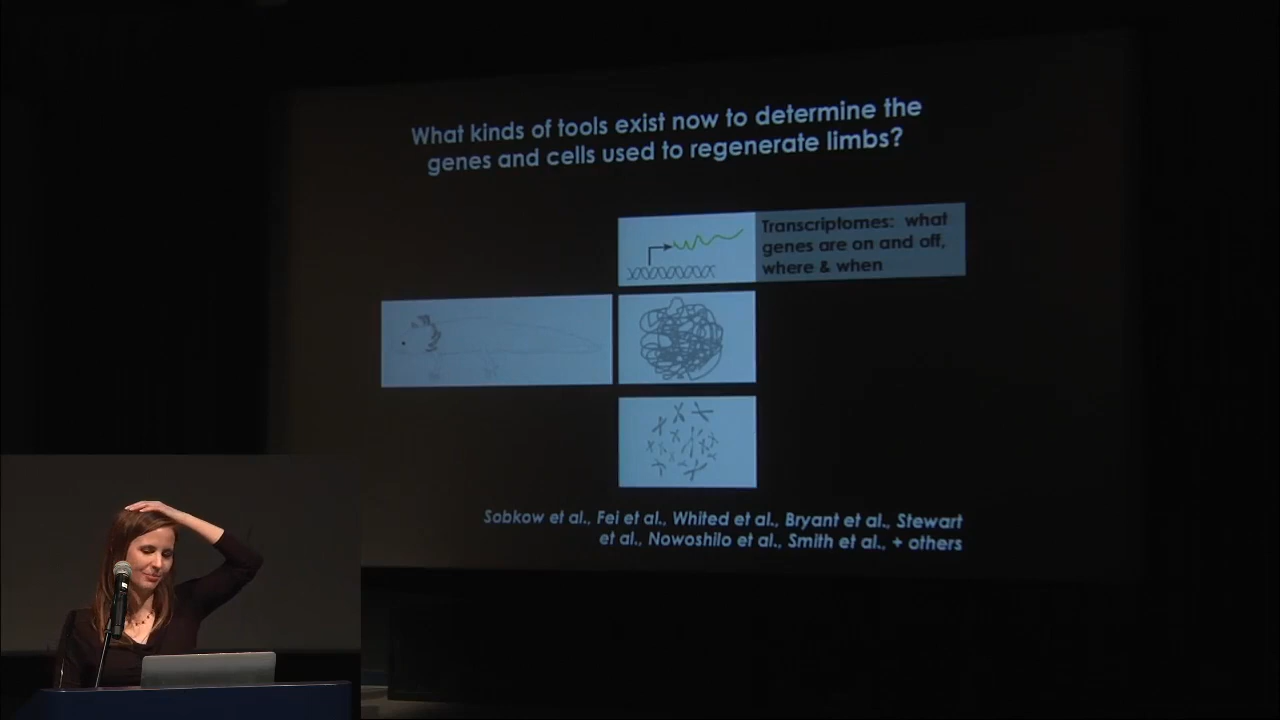 What kinds of tools exist now to determine the
genes and cells used to regenerate limbs?
Transcriptomes: what
genes are on and off,
where & when
Sobkow et al., Fei et al., Whited et al., Bryant et al., Stewart
et al., Nowoshilo et al., Smith et al., + others